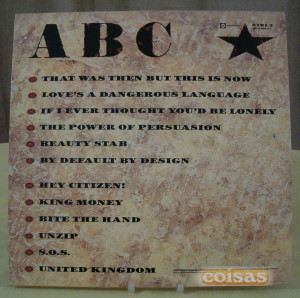 ABC
THAT WAS THEN BUT THIS IS NOW
LOVE'S A DANGEROUS LANGUAGE
IF I EVER THOUGHT YOU'D BE LONELY
THE POWER OF PERSUASION
BEAUTY STAB
BY DEFAULT BY DESIGN
HEY CITIZEN!
KING MONEY
BITE THE HAND
UNZIP
S.O.S.
UNITED KINGDOM
coisas